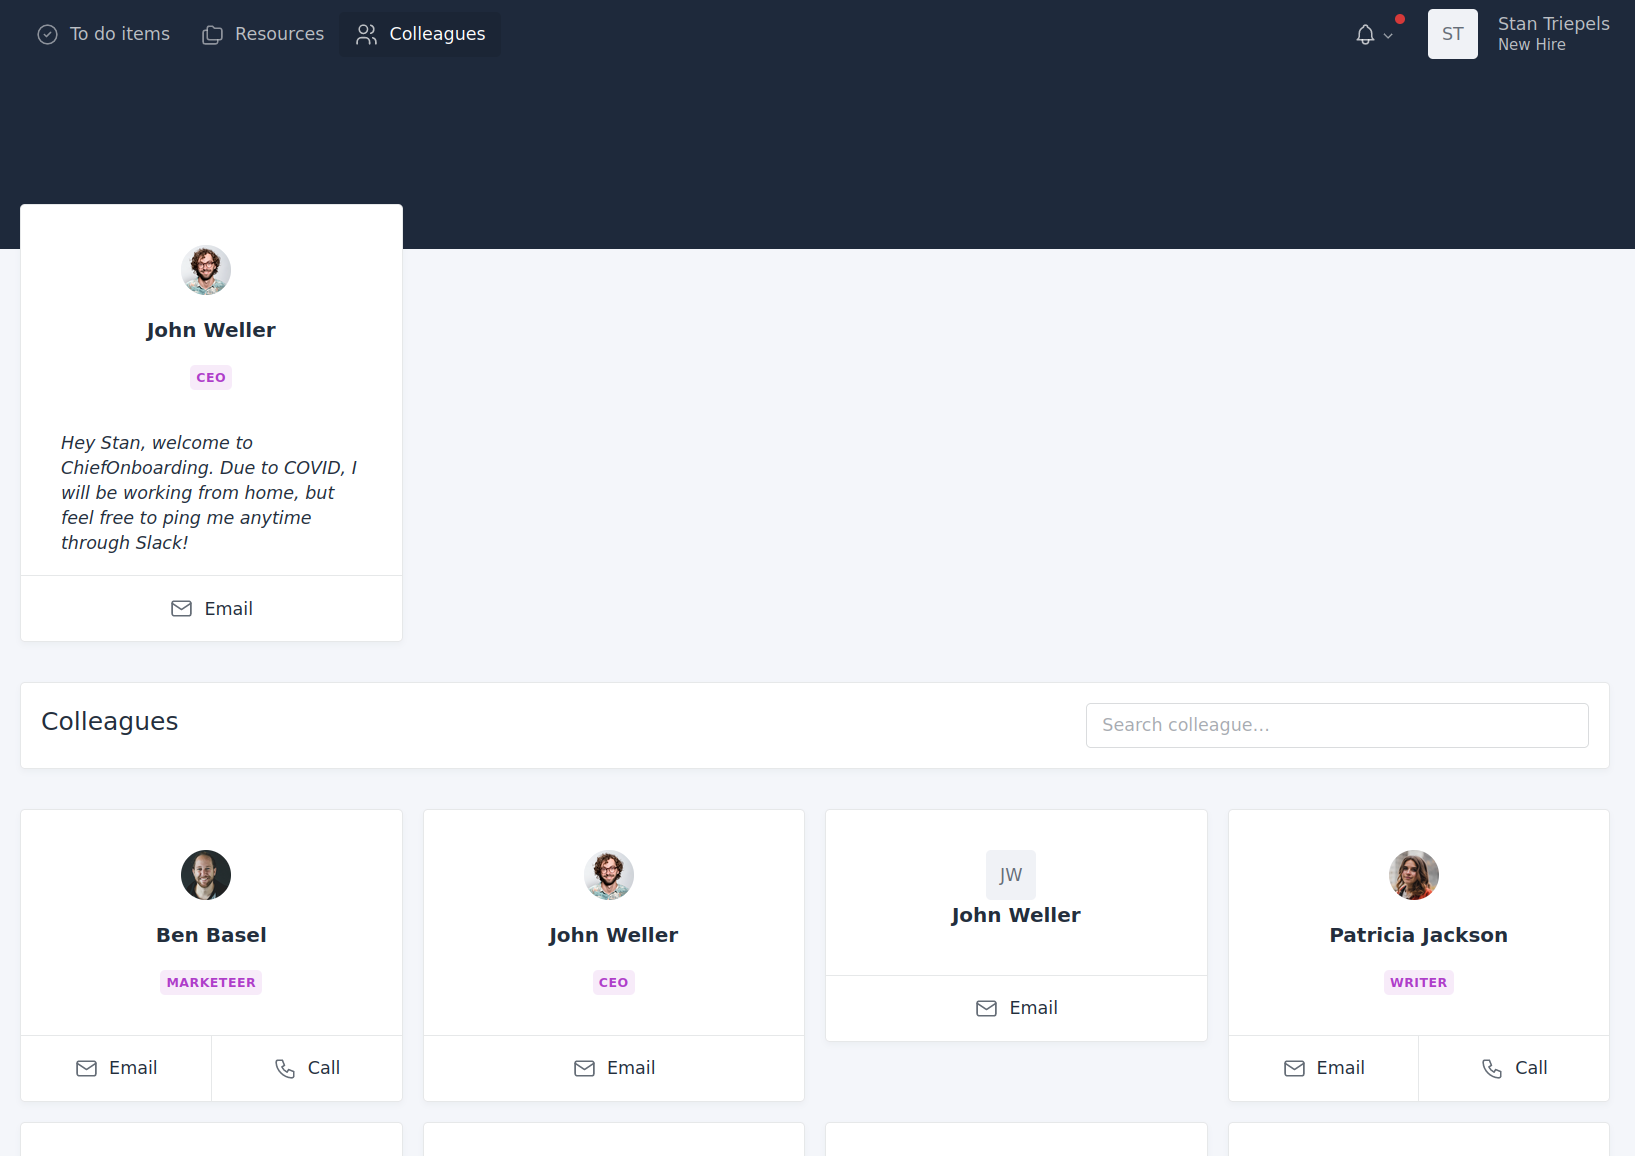 To do items
Resources
Colleagues
ST
Stan Triepels
New Hire
John Weller
CEO
Hey Stan, welcome to
ChiefOnboarding. Due to COVID, I
will be working from home, but
feel free to ping me anytime
through Slack!
Email
Colleagues
Search colleague...
Ben Basel
MARKETEER
Email
Call
John Weller
CEO
Email
JW
John Weller
Email
Patricia Jackson
WRITER
Email
Call